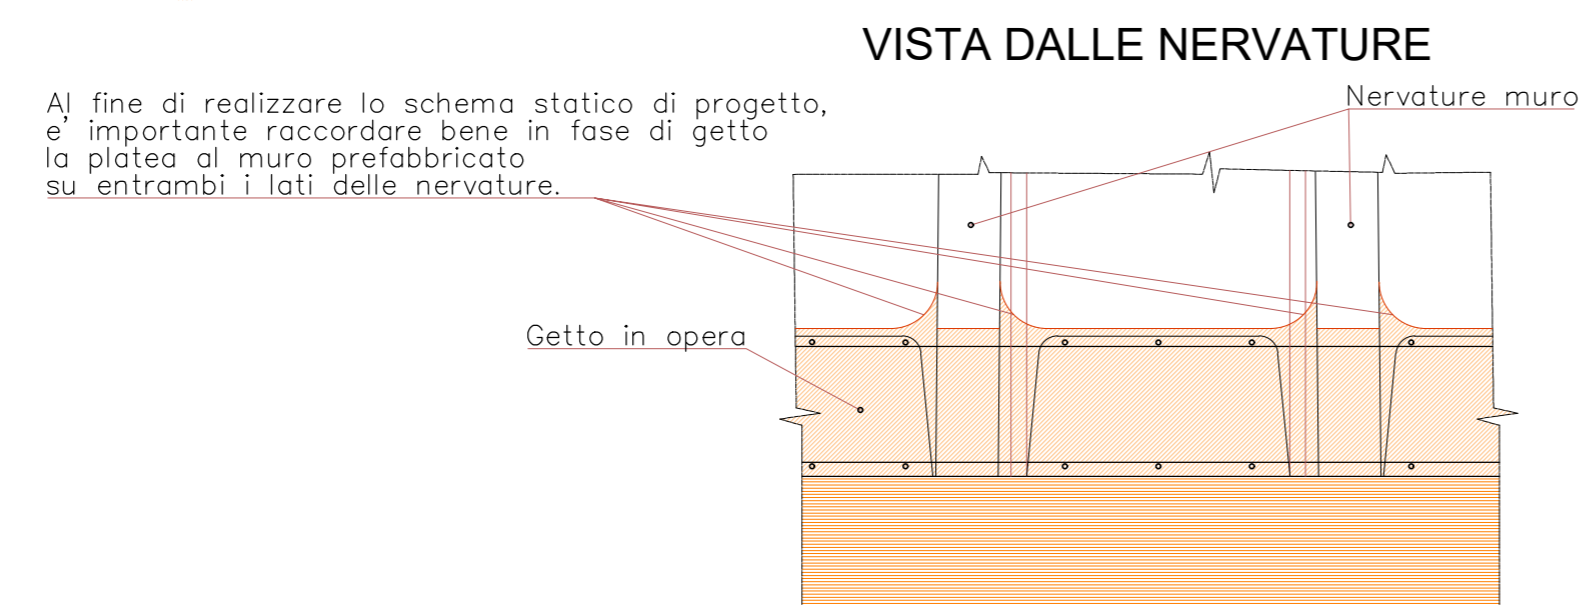 VISTA DALLE NERVATURE
Al fine di realizzare lo schema statico di progetto,
e' importante raccordare bene in fase di getto
la platea al muro prefabbricato
su entrambi i lati delle nervature.
Nervature muro
Getto in opera